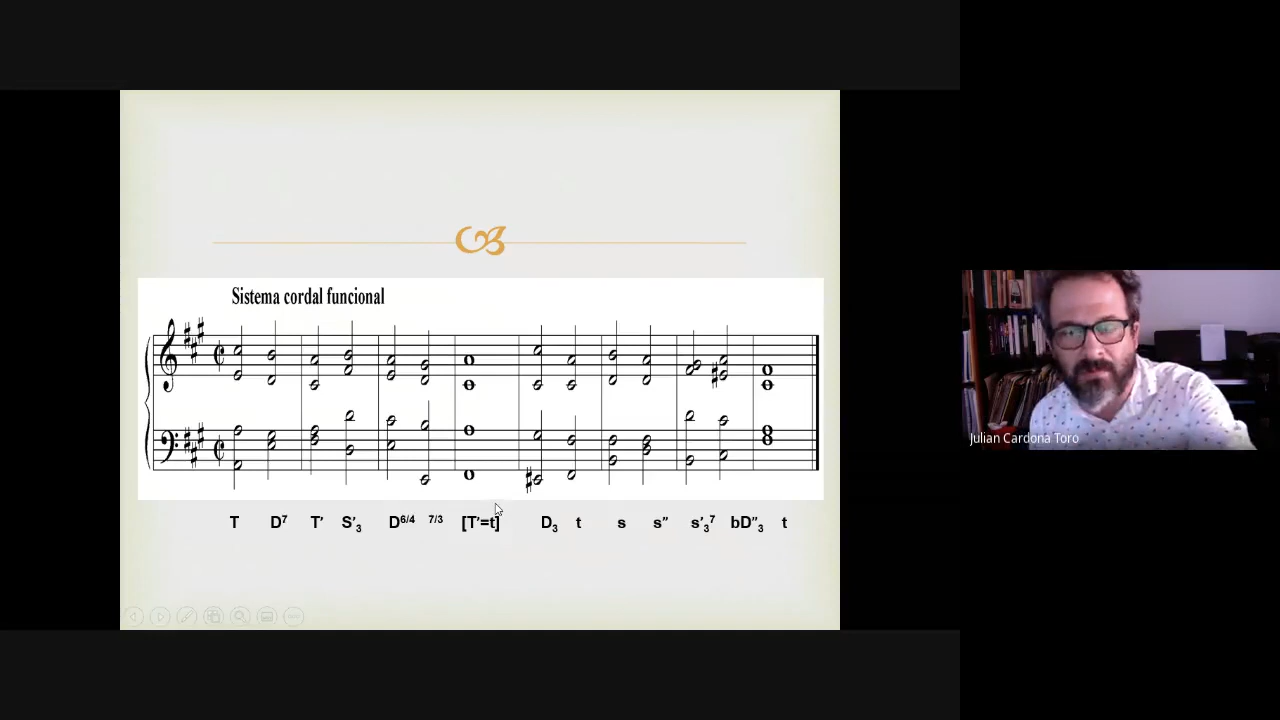 Sistema cordal funcional
T D⁷ T' S'₃ D⁶/⁴ ⁷/³ [T'=t] D₃ t s s" s'₃⁷ bD"₃ t
Julian Cardona Toro